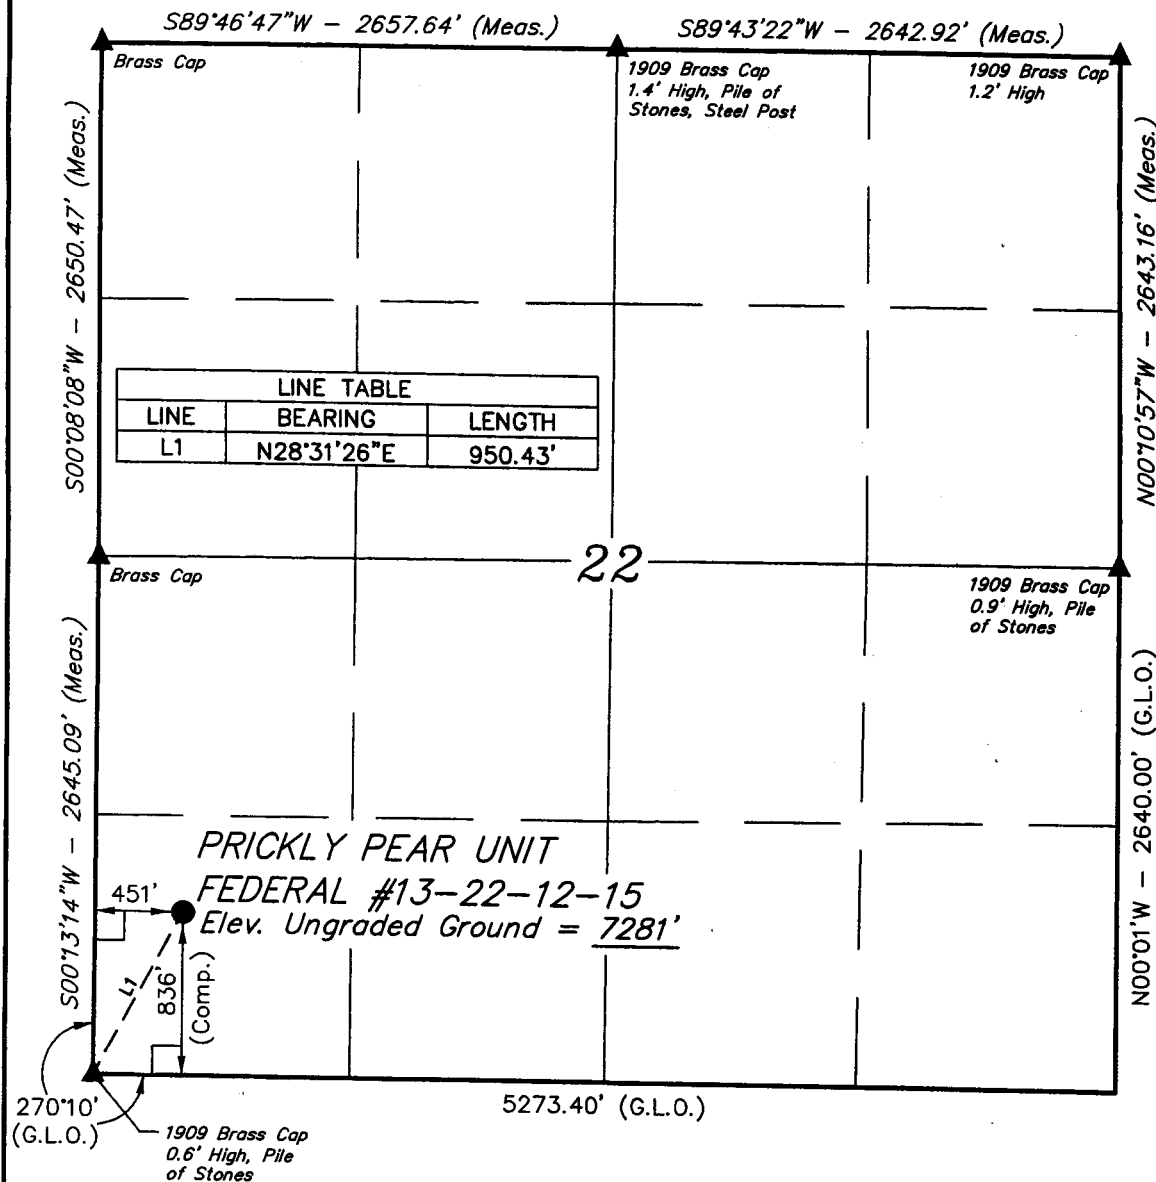 S89°46'47"W - 2657.64' (Meas.)
S89°43'22"W - 2642.92' (Meas.)
Brass Cap
1909 Brass Cap
1.4' High, Pile of
Stones, Steel Post
1909 Brass Cap
1.2' High
S00°08'08"W - 2650.47' (Meas.)
N00°10'57"W - 2643.16' (Meas.)
LINE TABLE
LINE BEARING LENGTH
L1 N28°31'26"E 950.43'
22
Brass Cap
1909 Brass Cap
0.9' High, Pile
of Stones
S00°13'14"W - 2645.09' (Meas.)
N00°01'W - 2640.00' (G.L.O.)
PRICKLY PEAR UNIT
FEDERAL #13-22-12-15
Elev. Ungraded Ground = 7281'
451'
L1
836'
(Comp.)
270°10'
(G.L.O.)
5273.40' (G.L.O.)
1909 Brass Cap
0.6' High, Pile
of Stones